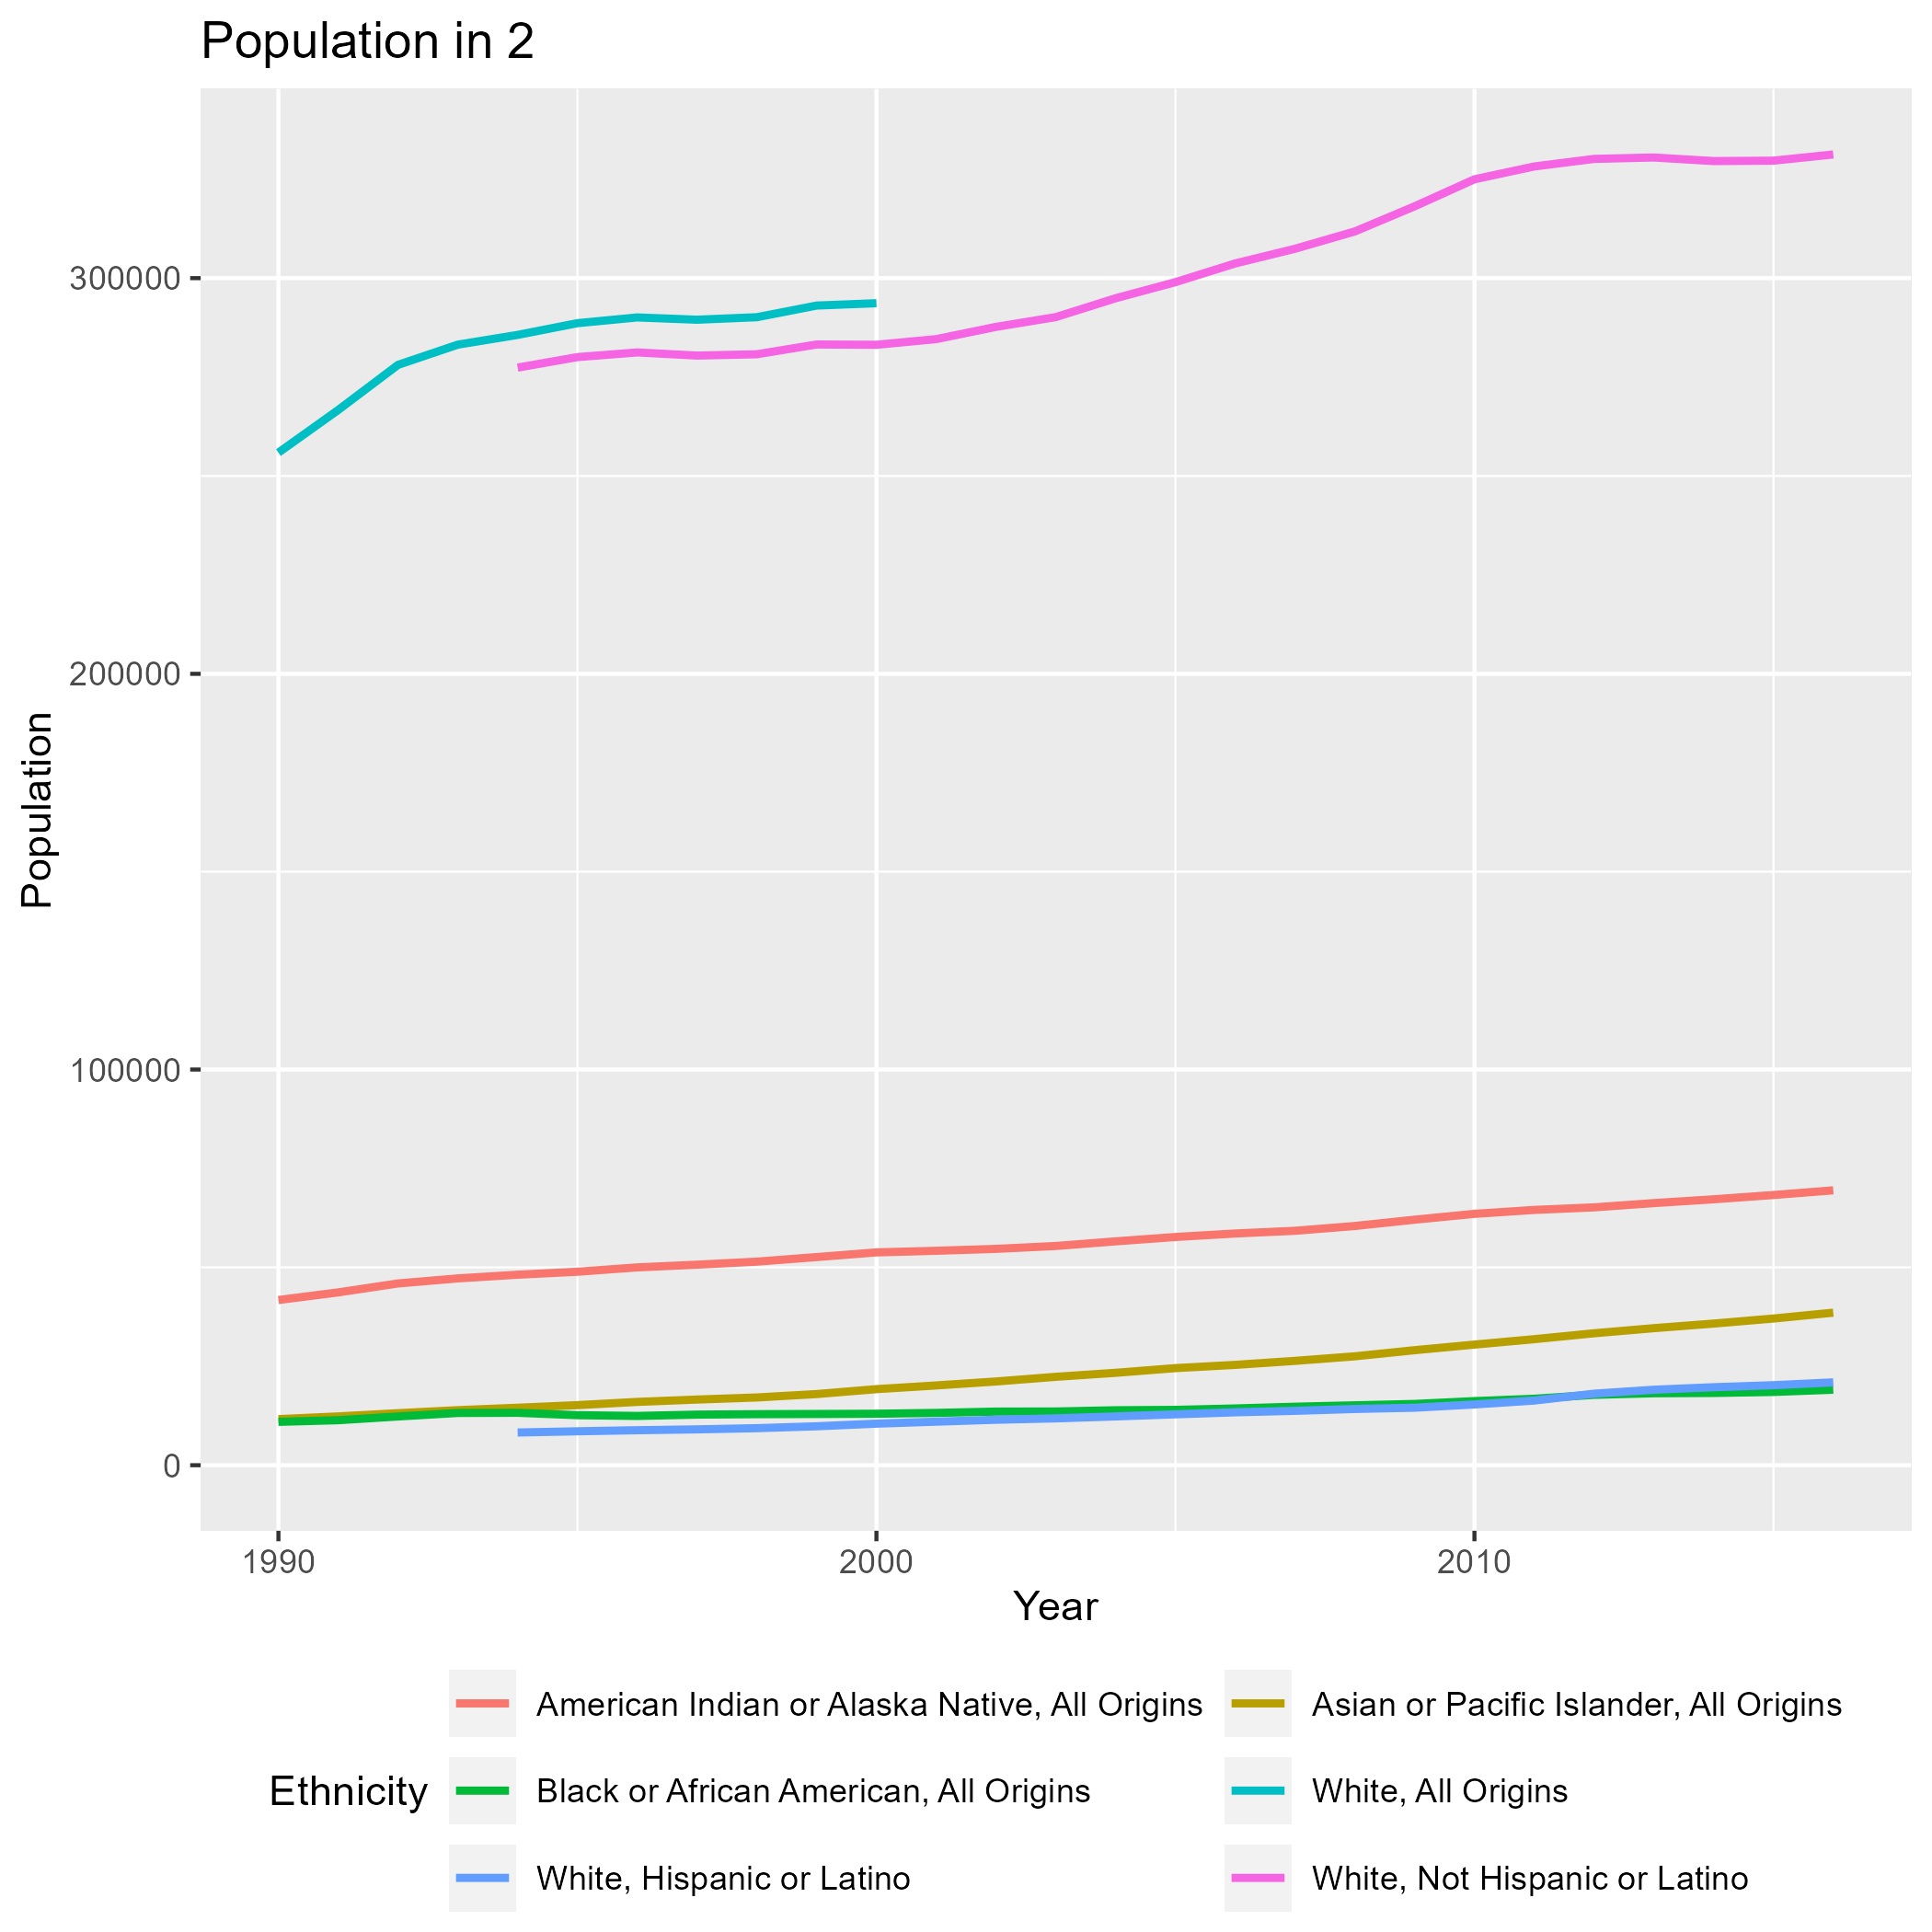 Population in 2
300000
200000
100000
0
Population
1990
2000
2010
Year
Ethnicity
American Indian or Alaska Native, All Origins
Asian or Pacific Islander, All Origins
Black or African American, All Origins
White, All Origins
White, Hispanic or Latino
White, Not Hispanic or Latino